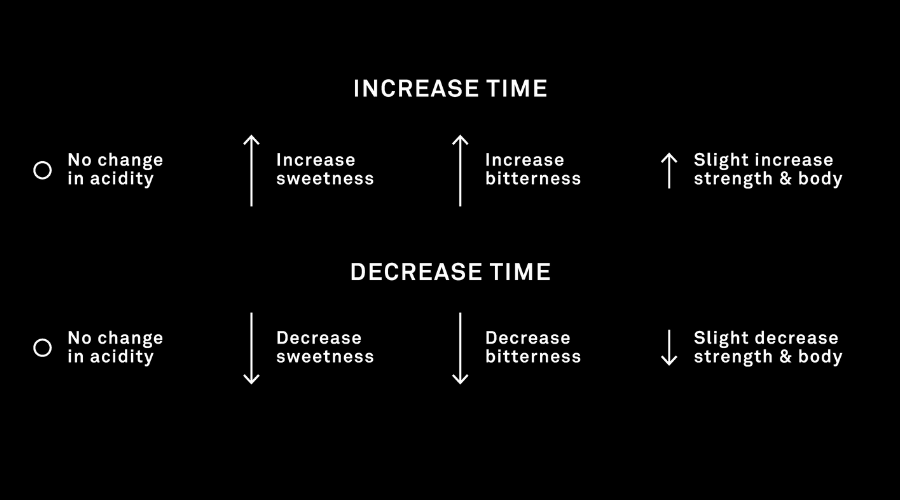 INCREASE TIME
No change
in acidity
Increase
sweetness
Increase
bitterness
Slight increase
strength & body
DECREASE TIME
No change
in acidity
Decrease
sweetness
Decrease
bitterness
Slight decrease
strength & body